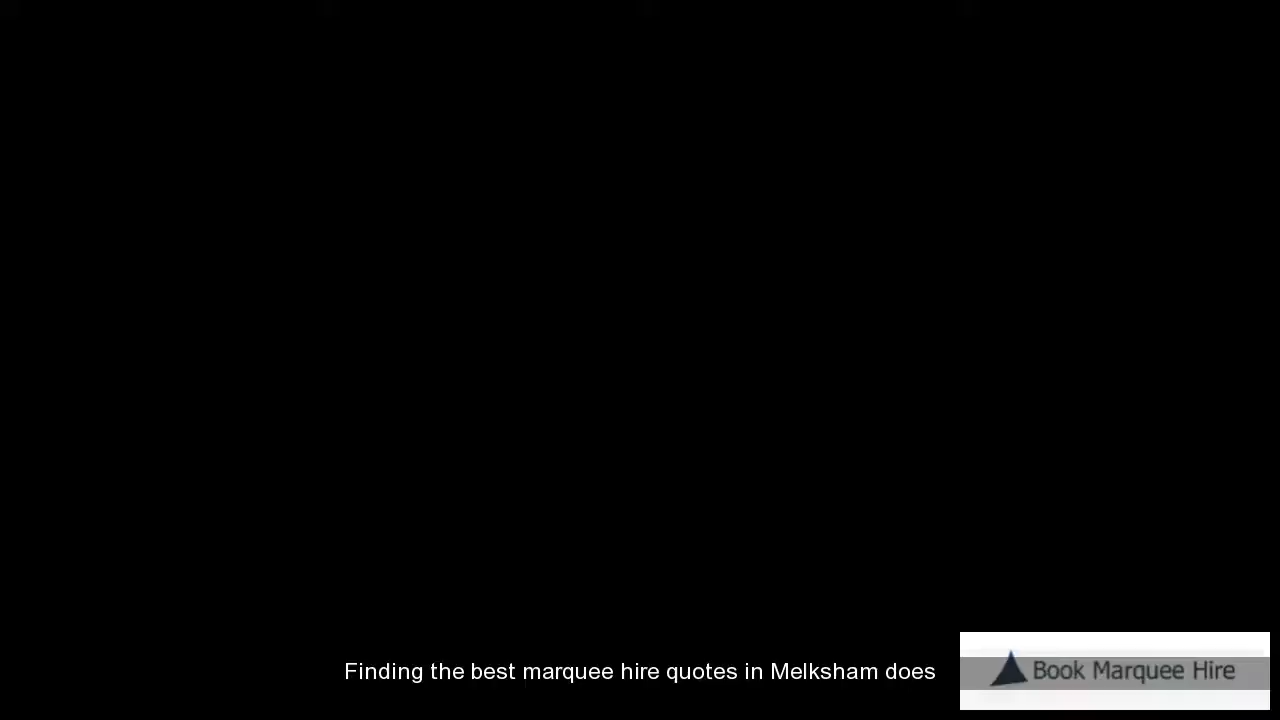 Finding the best marquee hire quotes in Melksham does
Book Marquee Hire